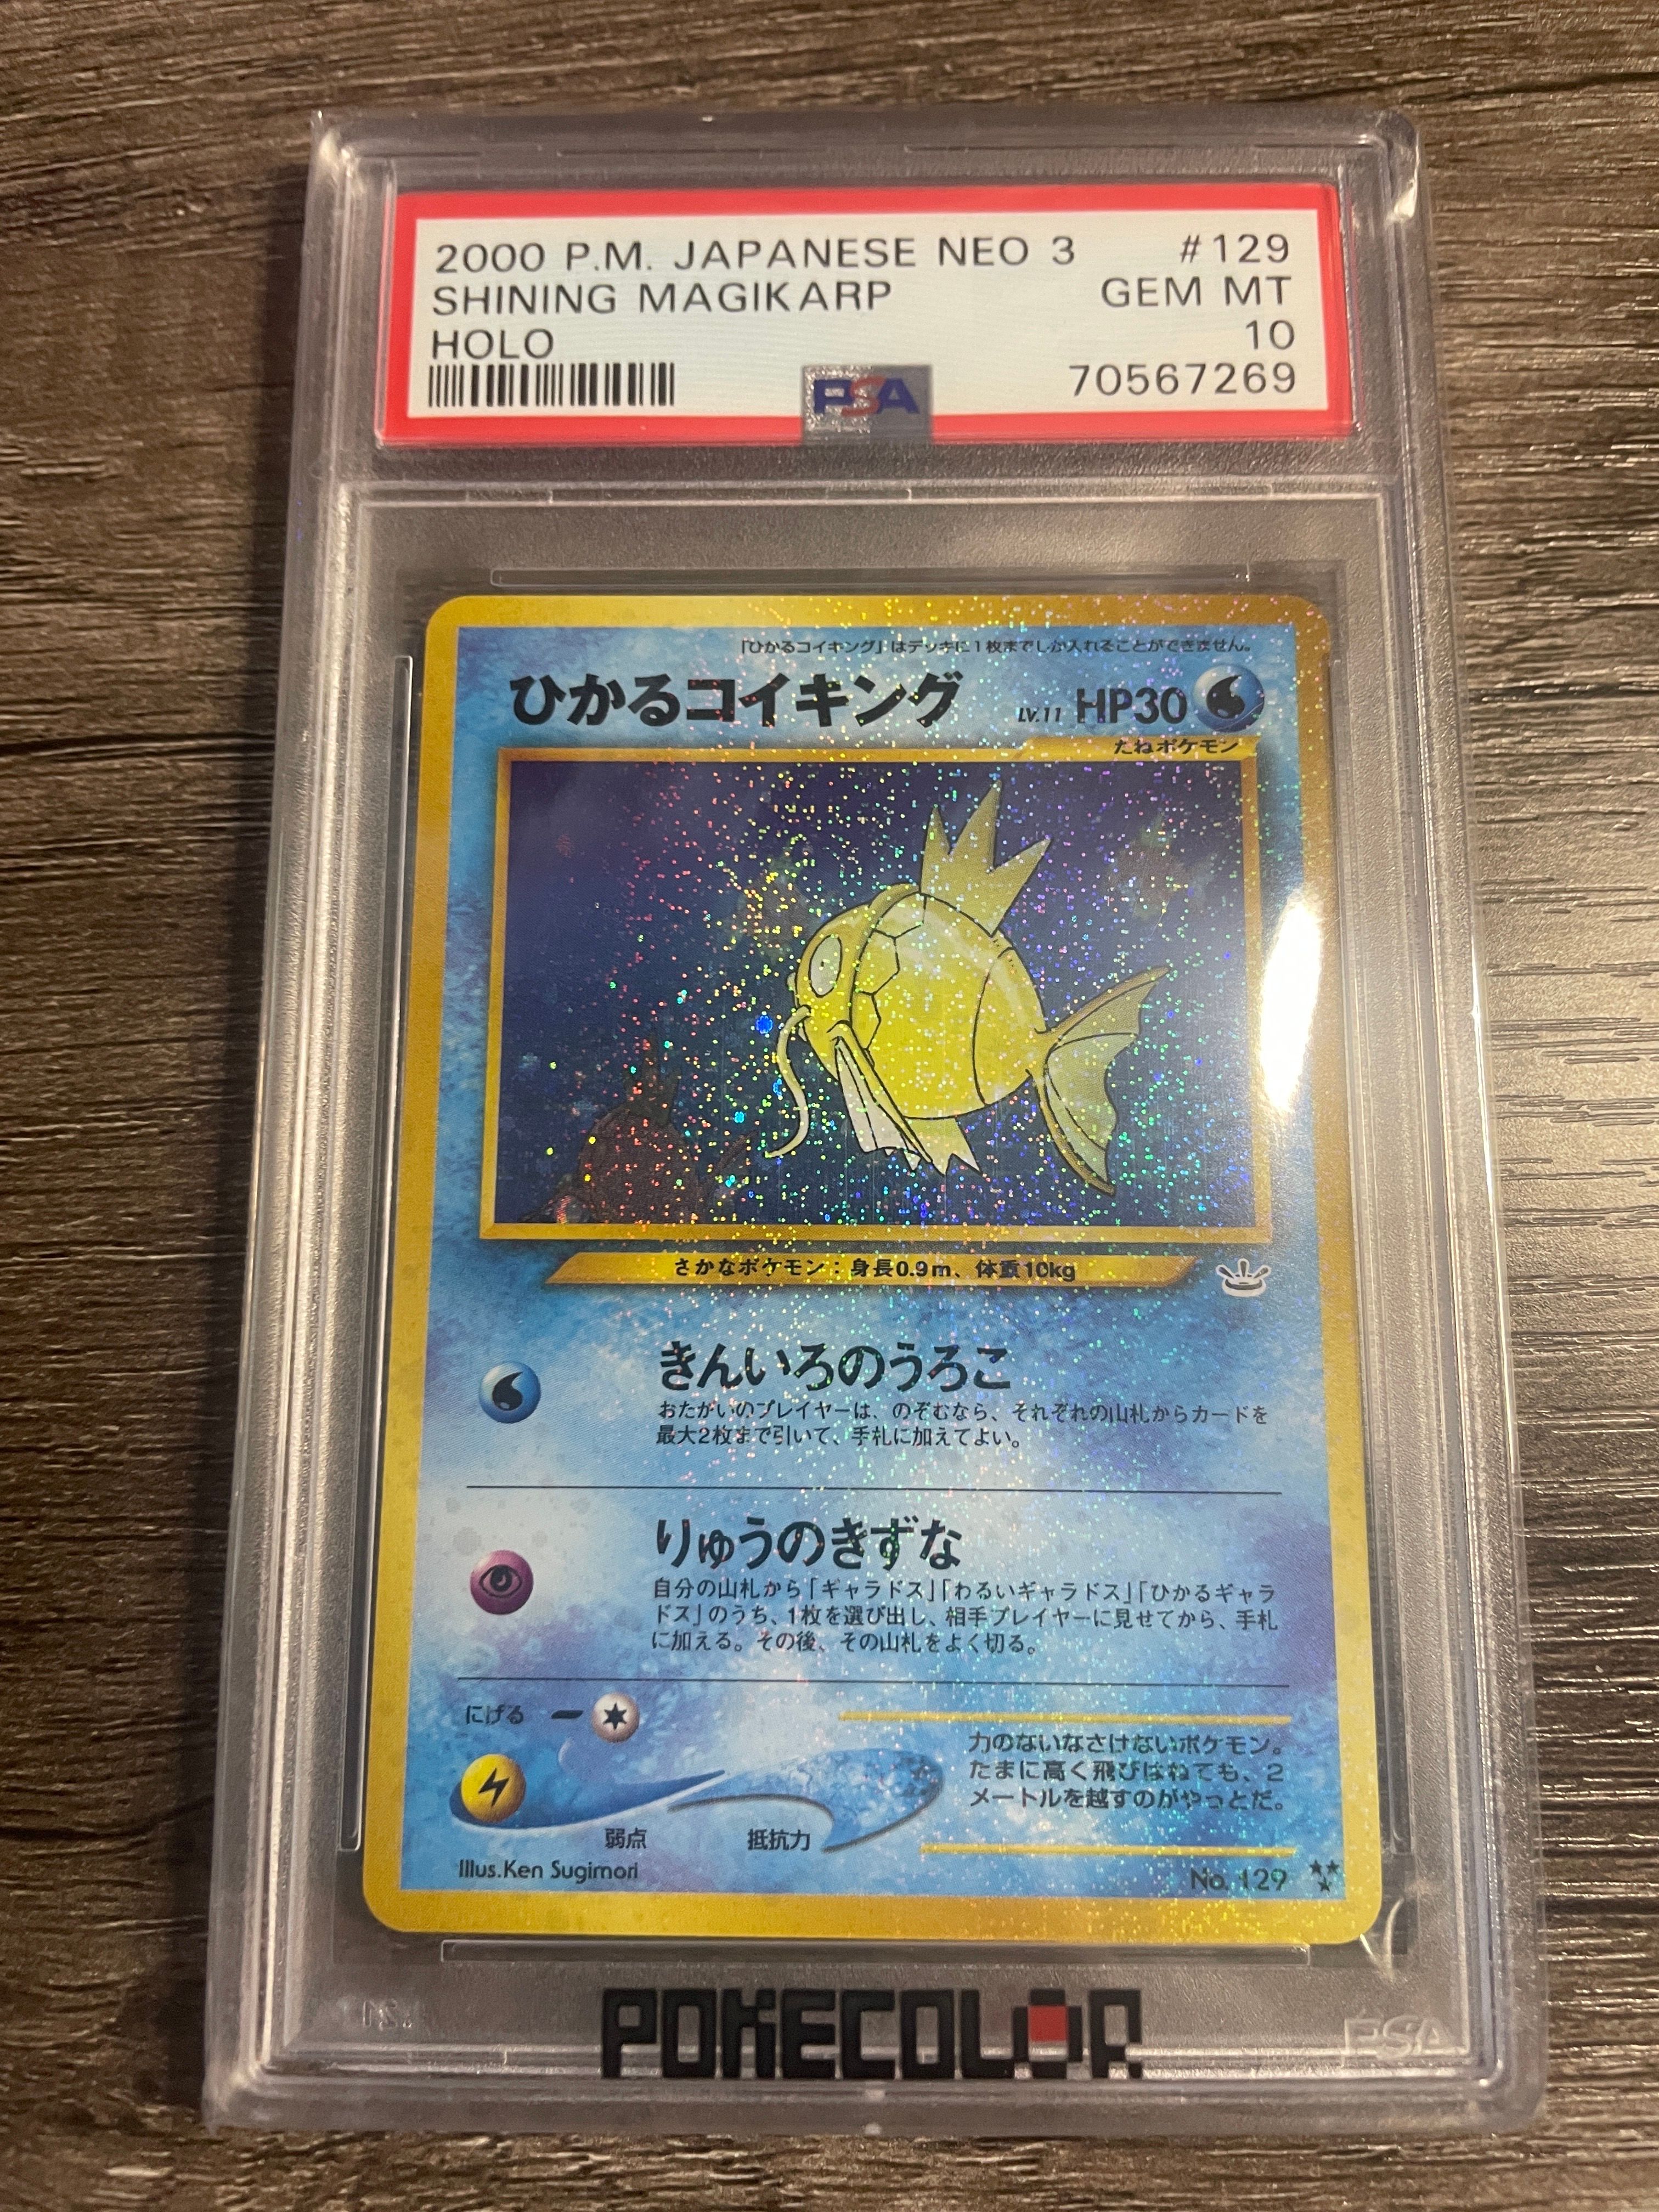 2000 P.M. JAPANESE NEO 3 #129
SHINING MAGIKARP GEM MT
HOLO 10
70567269
PSA
「ひかるコイキング」はデッキに1枚までしか入れることができません。
ひかるコイキング LV.11 HP30
たねポケモン
さかなポケモン：身長0.9m、体重10kg
きんいろのうろこ
おたがいのプレイヤーは、のぞむなら、それぞれの山札からカードを
最大2枚まで引いて、手札に加えてよい。
りゅうのきずな
自分の山札から「ギャラドス」「わるいギャラドス」「ひかるギャラ
ドス」のうち、1枚を選び出し、相手プレイヤーに見せてから、手札
に加える。その後、その山札をよく切る。
にげる
弱点 抵抗力
力のないなさけないポケモン。
たまに高く飛びはねても、2
メートルを越すのがやっとだ。
Illus.Ken Sugimori No. 129
POKECOLOR
PSA